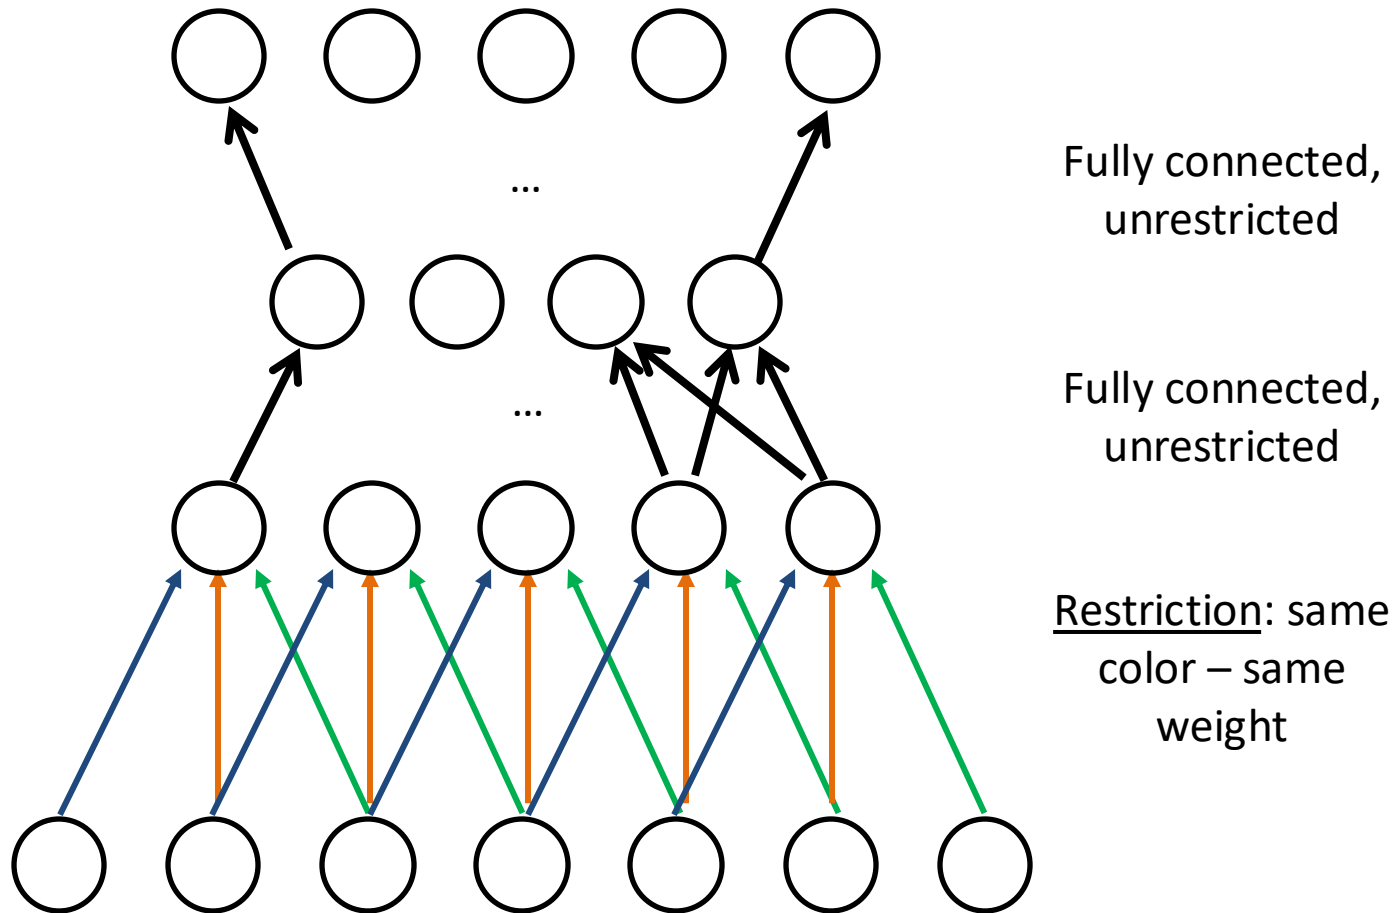 Fully connected,
unrestricted
...
Fully connected,
unrestricted
...
Restriction: same
color – same
weight